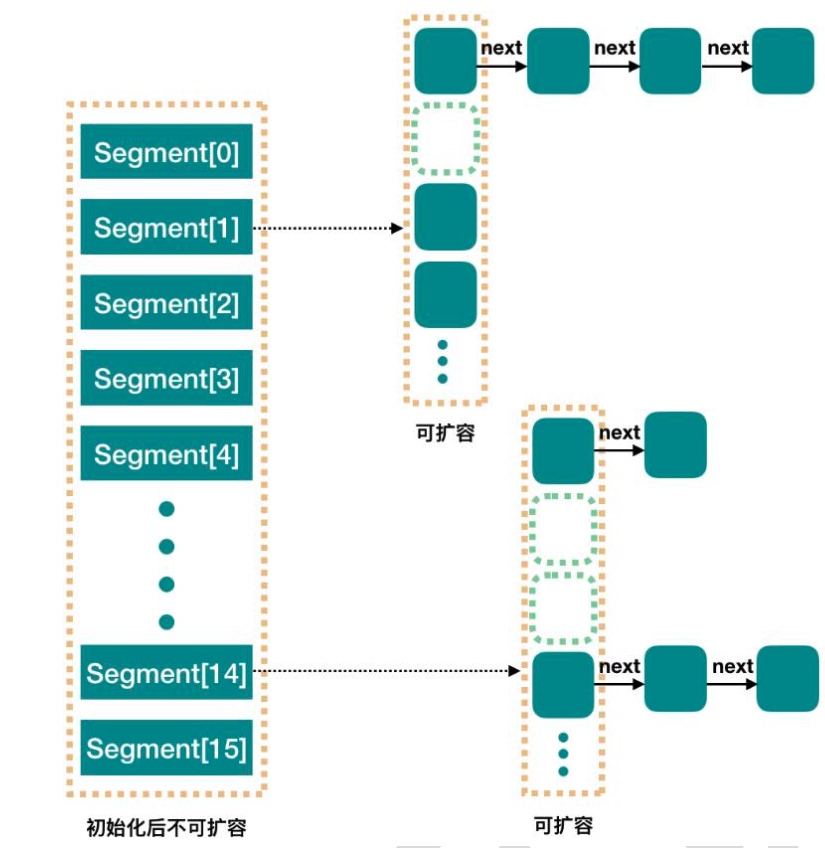 Segment[0]
Segment[1]
Segment[2]
Segment[3]
Segment[4]
Segment[14]
Segment[15]
初始化后不可扩容
next next next
可扩容
next
next next
可扩容